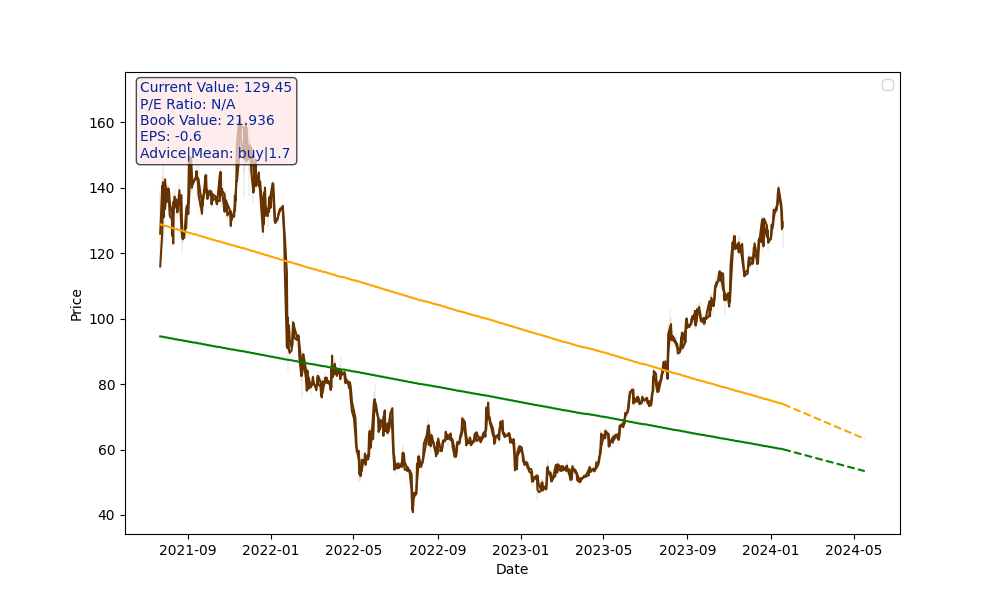 Current Value: 129.45
P/E Ratio: N/A
Book Value: 21.936
EPS: -0.6
Advice|Mean: buy|1.7
160
140
120
100
80
60
40
Price
2021-09 2022-01 2022-05 2022-09 2023-01 2023-05 2023-09 2024-01 2024-05
Date